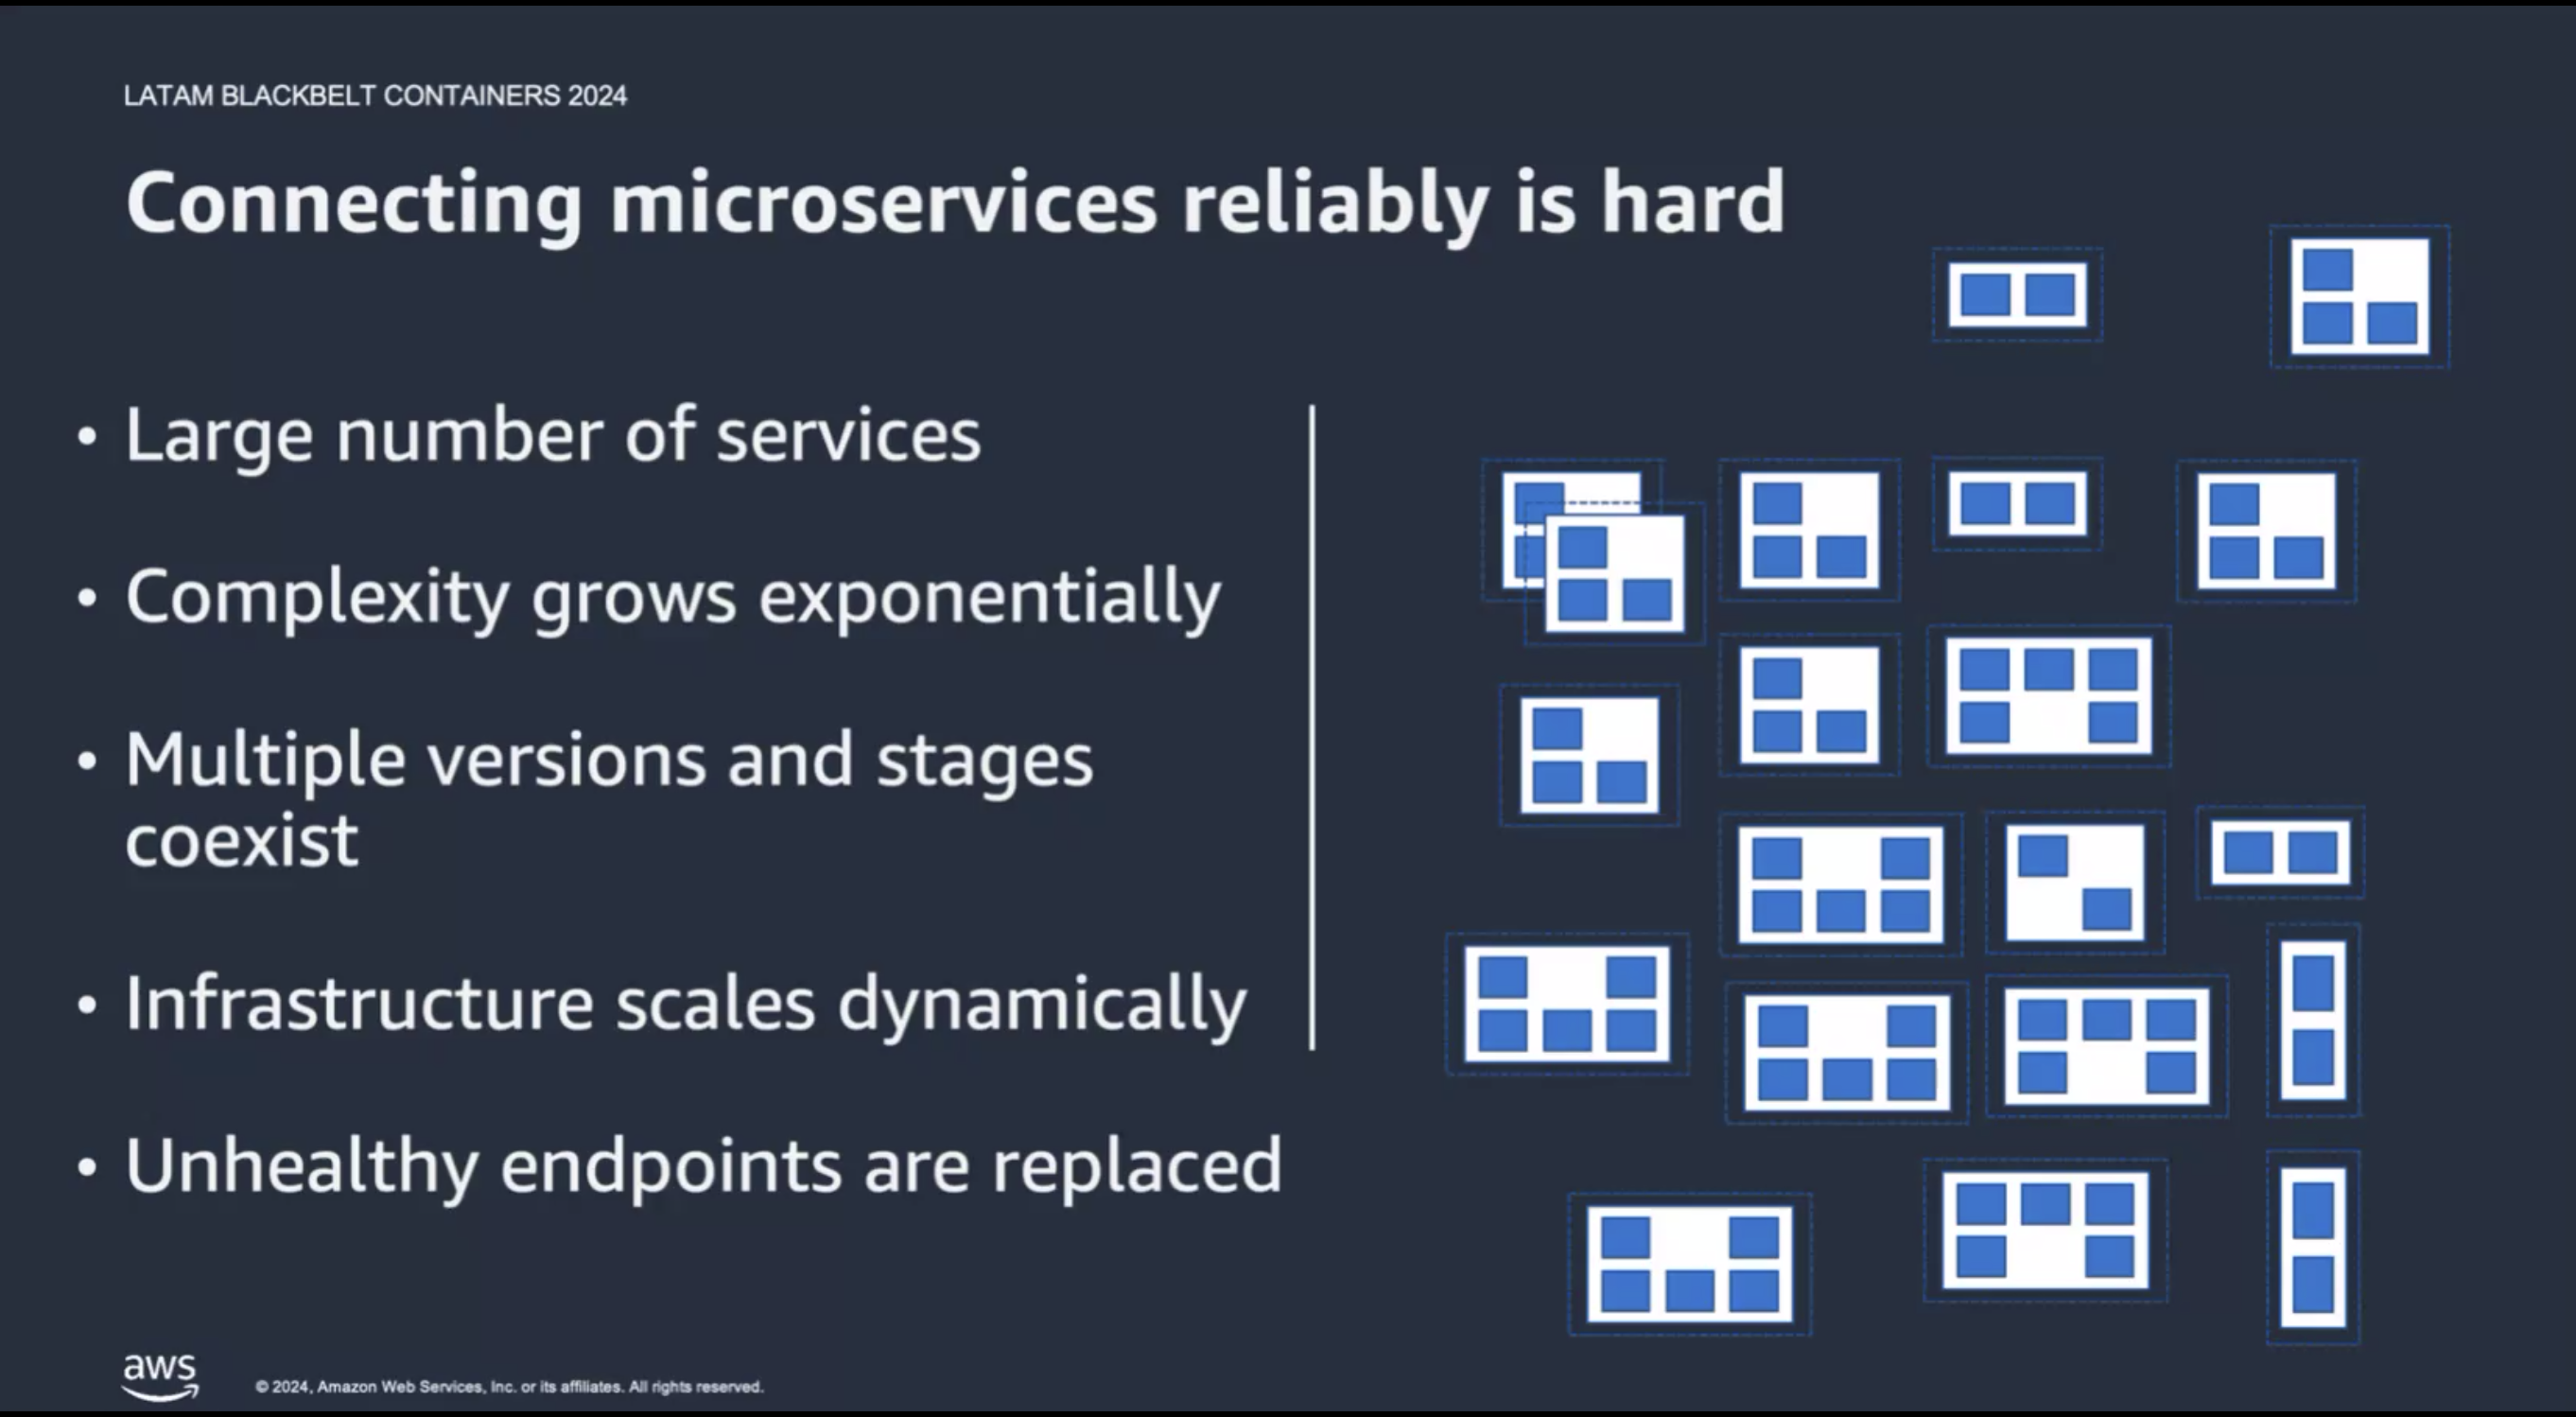 LATAM BLACKBELT CONTAINERS 2024
Connecting microservices reliably is hard
• Large number of services
• Complexity grows exponentially
• Multiple versions and stages
coexist
• Infrastructure scales dynamically
• Unhealthy endpoints are replaced
aws
© 2024, Amazon Web Services, Inc. or its affiliates. All rights reserved.